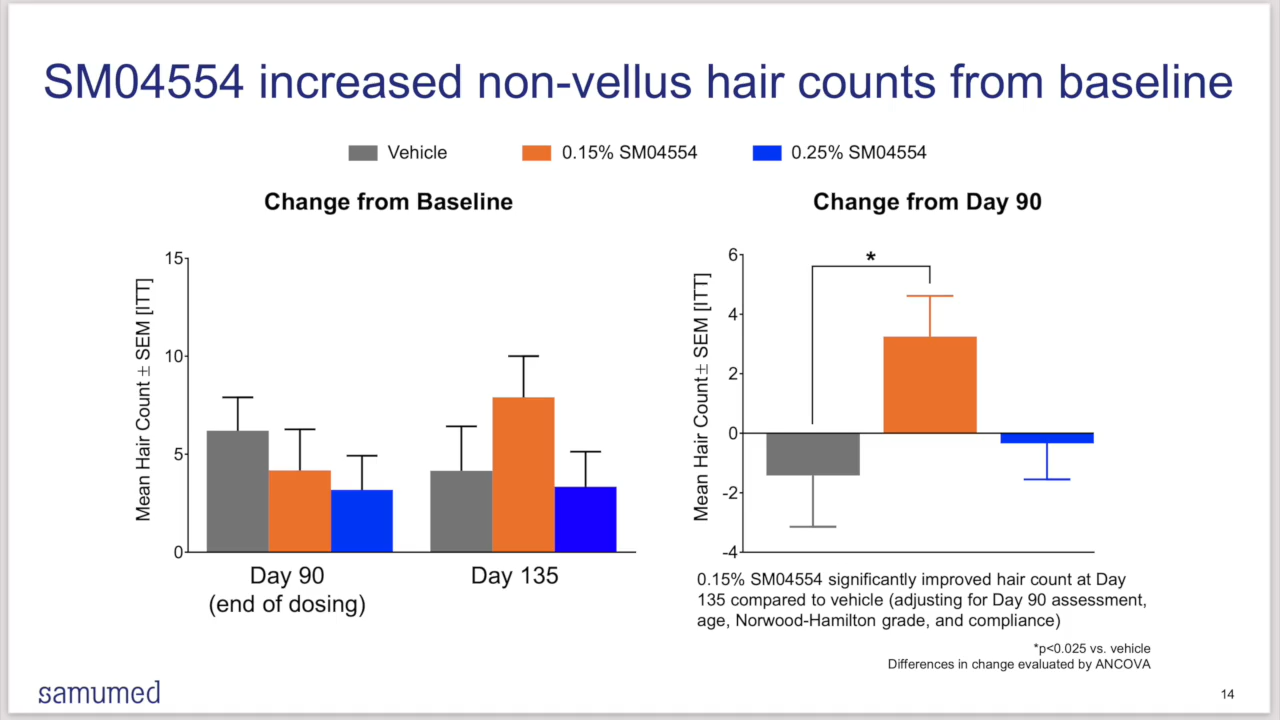 SM04554 increased non-vellus hair counts from baseline
Vehicle
0.15% SM04554
0.25% SM04554
Change from Baseline
Mean Hair Count ± SEM [ITT]
15
10
5
0
Day 90
(end of dosing)
Day 135
Change from Day 90
Mean Hair Count± SEM [ITT]
6
4
2
0
-2
-4
*
0.15% SM04554 significantly improved hair count at Day
135 compared to vehicle (adjusting for Day 90 assessment,
age, Norwood-Hamilton grade, and compliance)
*p<0.025 vs. vehicle
Differences in change evaluated by ANCOVA
samumed
14